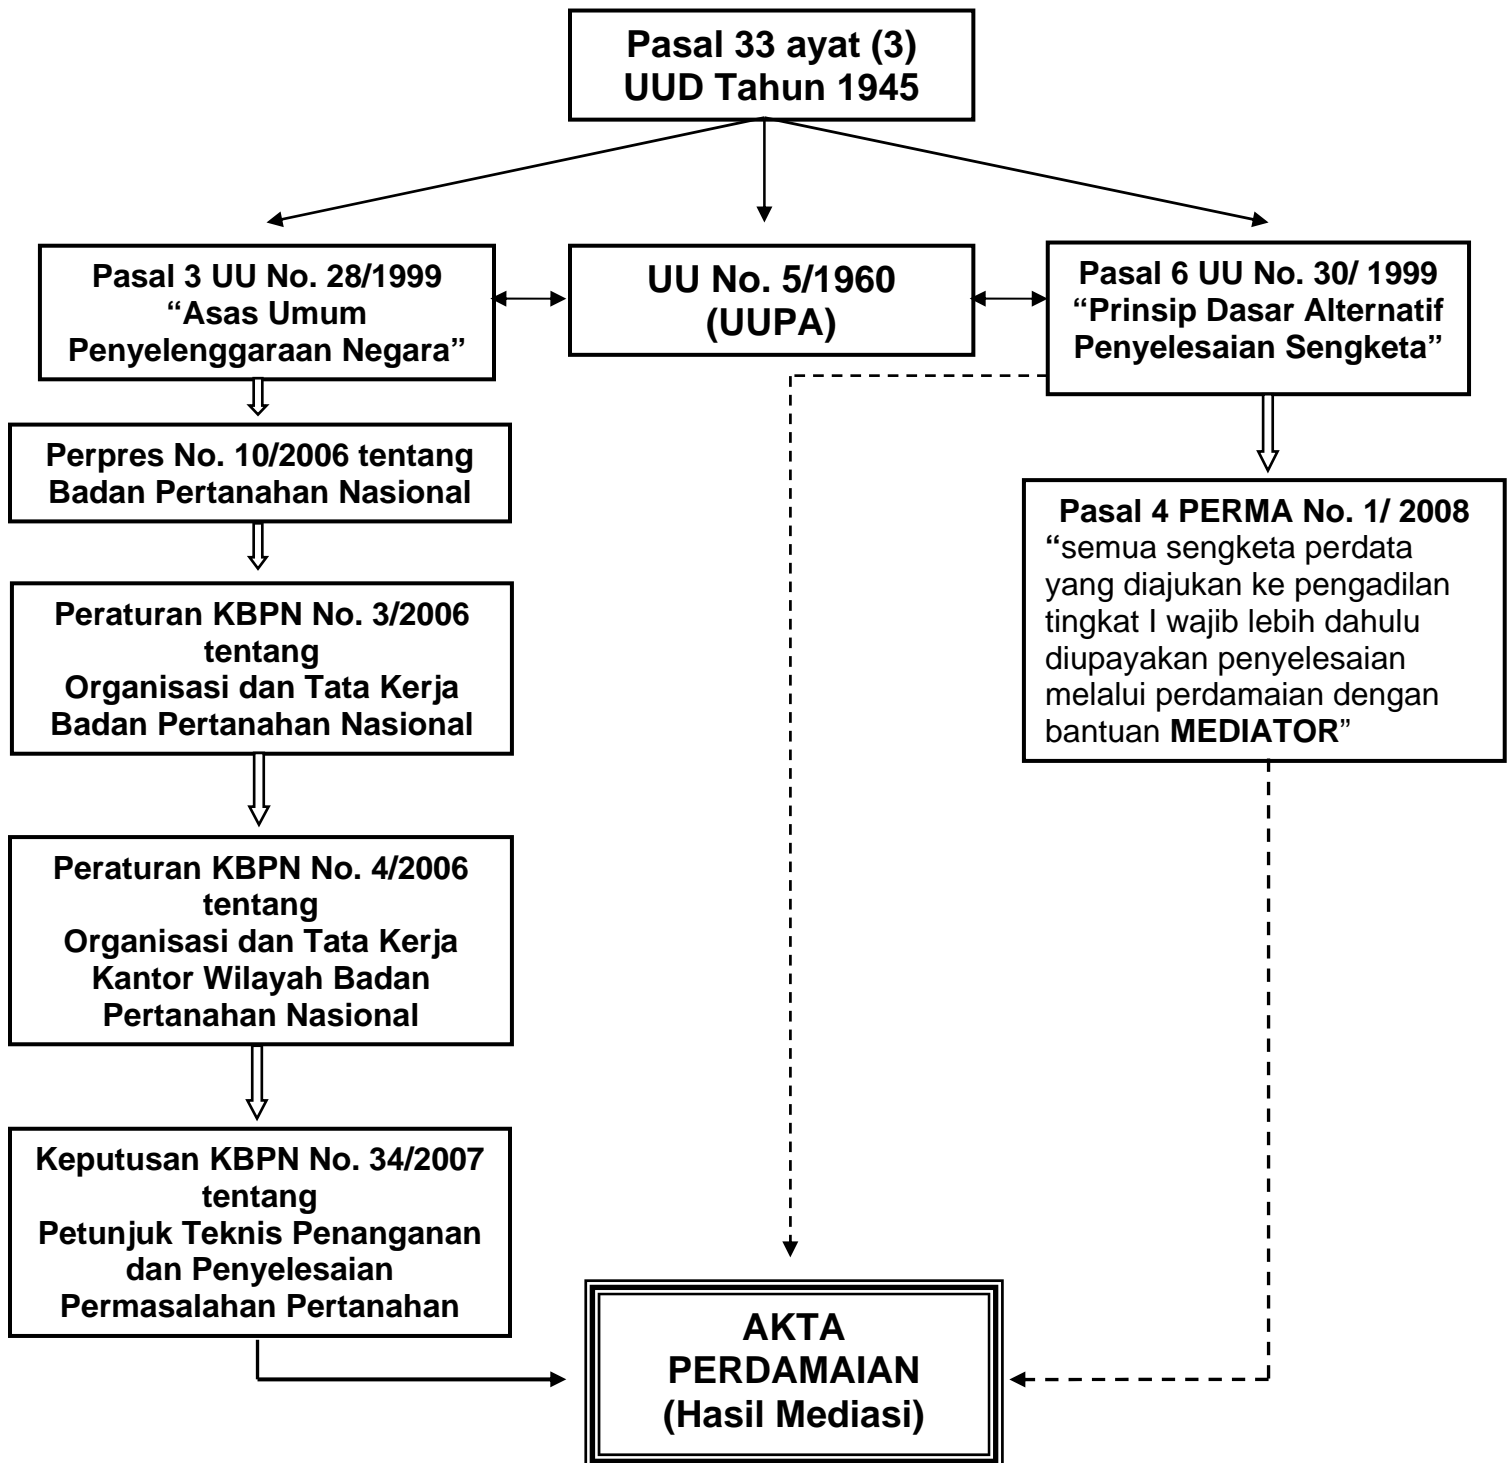 Pasal 33 ayat (3)
UUD Tahun 1945
Pasal 3 UU No. 28/1999
“Asas Umum
Penyelenggaraan Negara”
UU No. 5/1960
(UUPA)
Pasal 6 UU No. 30/ 1999
“Prinsip Dasar Alternatif
Penyelesaian Sengketa”
Perpres No. 10/2006 tentang
Badan Pertanahan Nasional
Pasal 4 PERMA No. 1/ 2008
“semua sengketa perdata
yang diajukan ke pengadilan
tingkat I wajib lebih dahulu
diupayakan penyelesaian
melalui perdamaian dengan
bantuan MEDIATOR”
Peraturan KBPN No. 3/2006
tentang
Organisasi dan Tata Kerja
Badan Pertanahan Nasional
Peraturan KBPN No. 4/2006
tentang
Organisasi dan Tata Kerja
Kantor Wilayah Badan
Pertanahan Nasional
Keputusan KBPN No. 34/2007
tentang
Petunjuk Teknis Penanganan
dan Penyelesaian
Permasalahan Pertanahan
AKTA
PERDAMAIAN
(Hasil Mediasi)